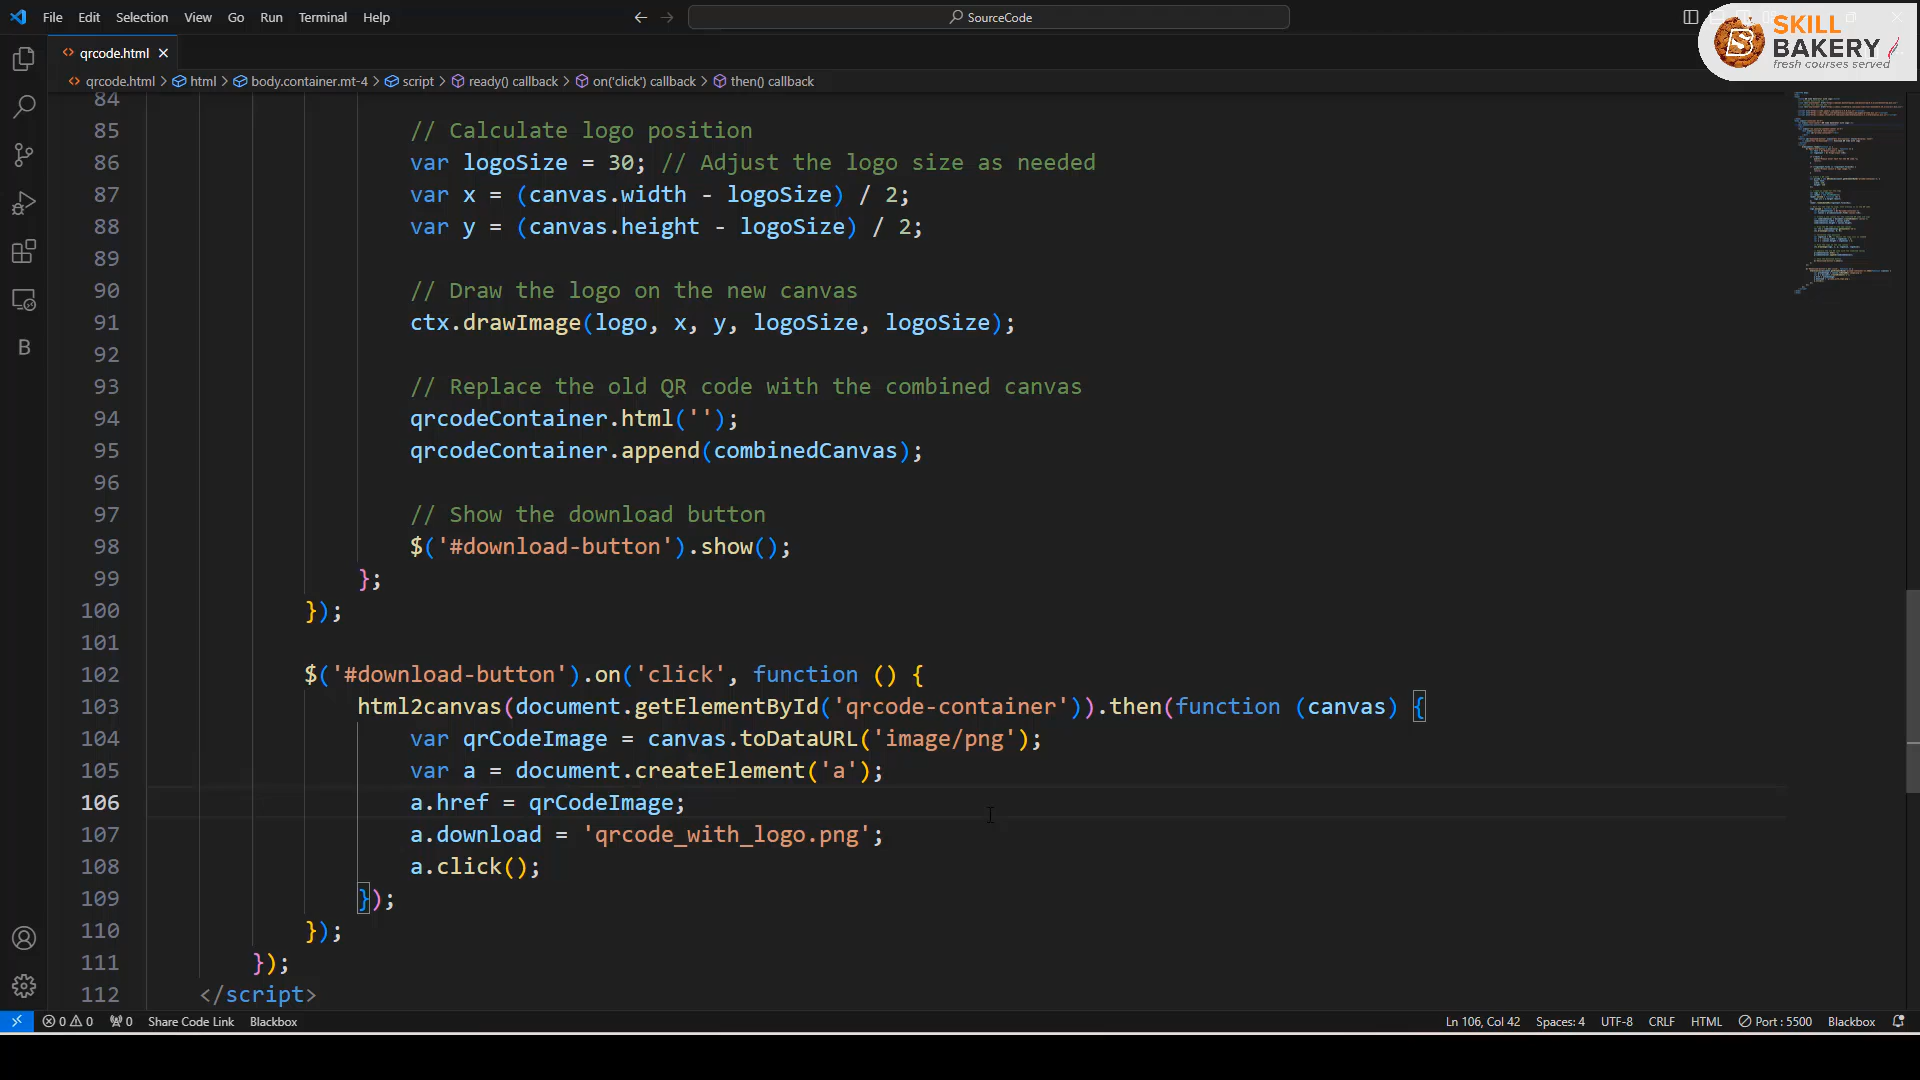 File Edit Selection View Go Run Terminal Help
SourceCode
SKILL
BAKERY
fresh courses served
qrcode.html
qrcode.html > html > body.container.mt-4 > script > ready() callback > on('click') callback > then() callback
84
85 // Calculate logo position
86 var logoSize = 30; // Adjust the logo size as needed
87 var x = (canvas.width - logoSize) / 2;
88 var y = (canvas.height - logoSize) / 2;
89
90 // Draw the logo on the new canvas
91 ctx.drawImage(logo, x, y, logoSize, logoSize);
92
93 // Replace the old QR code with the combined canvas
94 qrcodeContainer.html('');
95 qrcodeContainer.append(combinedCanvas);
96
97 // Show the download button
98 $('#download-button').show();
99 };
100 });
101
102 $('#download-button').on('click', function () {
103 html2canvas(document.getElementById('qrcode-container')).then(function (canvas) {
104 var qrCodeImage = canvas.toDataURL('image/png');
105 var a = document.createElement('a');
106 a.href = qrCodeImage;
107 a.download = 'qrcode_with_logo.png';
108 a.click();
109 });
110 });
111 });
112 </script>
0 0 0 Share Code Link Blackbox Ln 106, Col 42 Spaces: 4 UTF-8 CRLF HTML Port : 5500 Blackbox